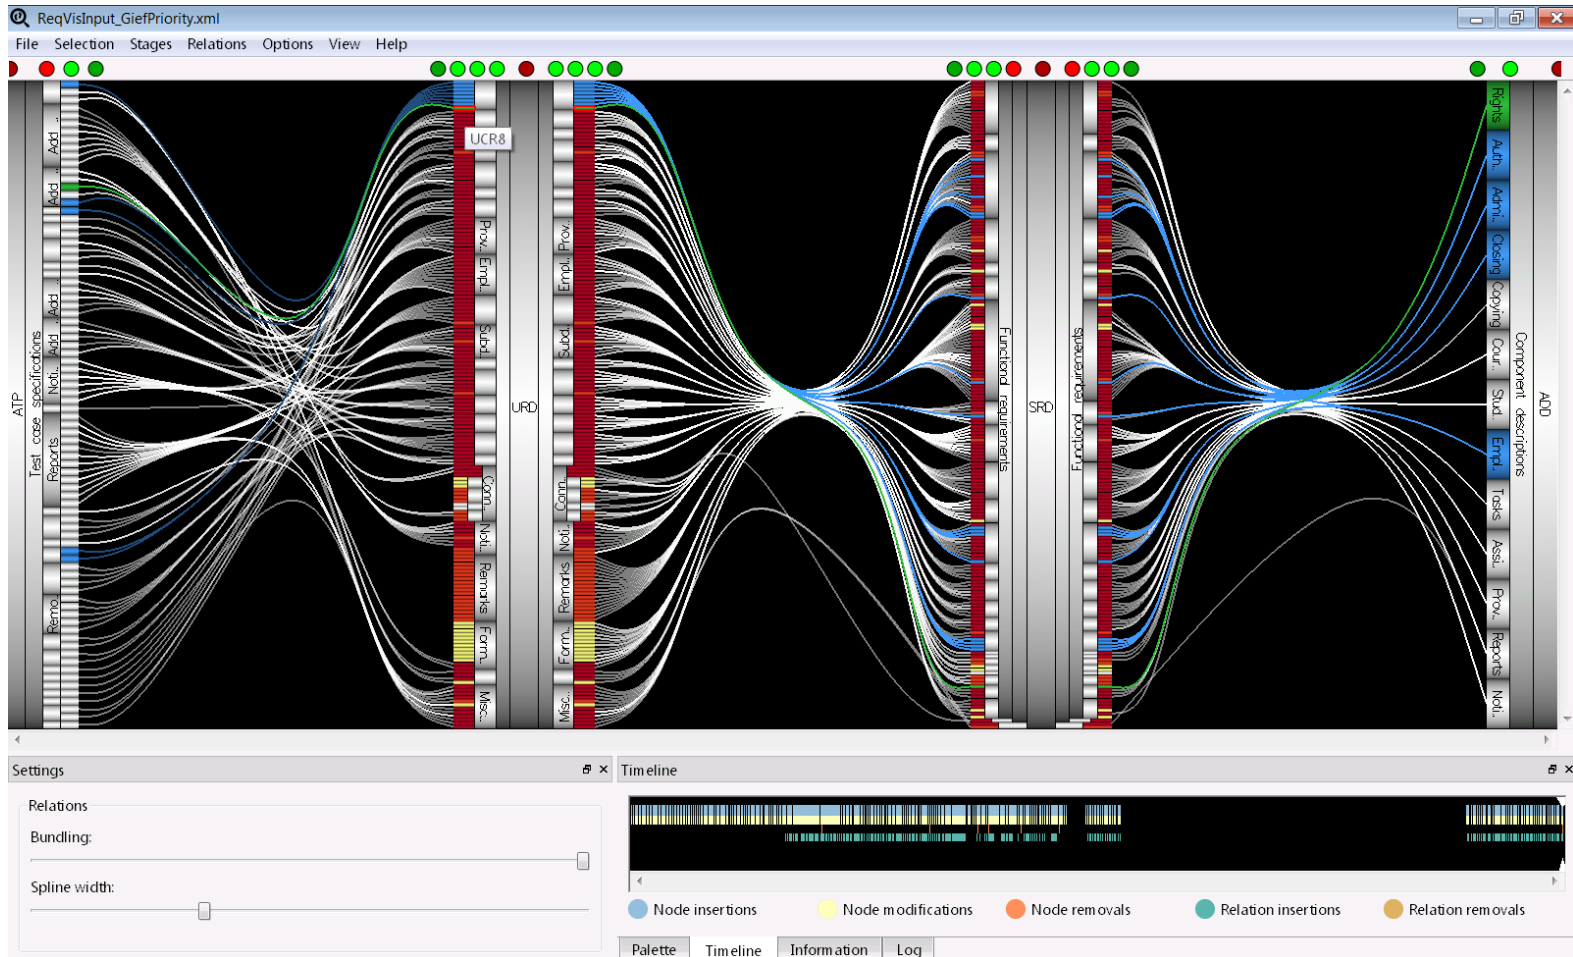 ReqVisInput_GiefPriority.xml
File Selection Stages Relations Options View Help
ATP
Test case specifications
Add ..
Add ..
Add ..
Add ..
Noti..
Reports
Remo..
UCR8
Prov..
Empl..
Subd..
Conn..
Noti..
Remarks
Form..
Misc..
URD
Prov..
Empl..
Subd..
Conn..
Noti..
Remarks
Form..
Misc..
Functional requirements
SRD
Functional requirements
Rights
Auth..
Admi..
Closing
Copying
Cour..
Stud..
Empl..
Tasks
Assi..
Prov..
Reports
Noti..
Component descriptions
ADD
Settings
Relations
Bundling:
Spline width:
Timeline
Node insertions Node modifications Node removals Relation insertions Relation removals
Palette Timeline Information Log